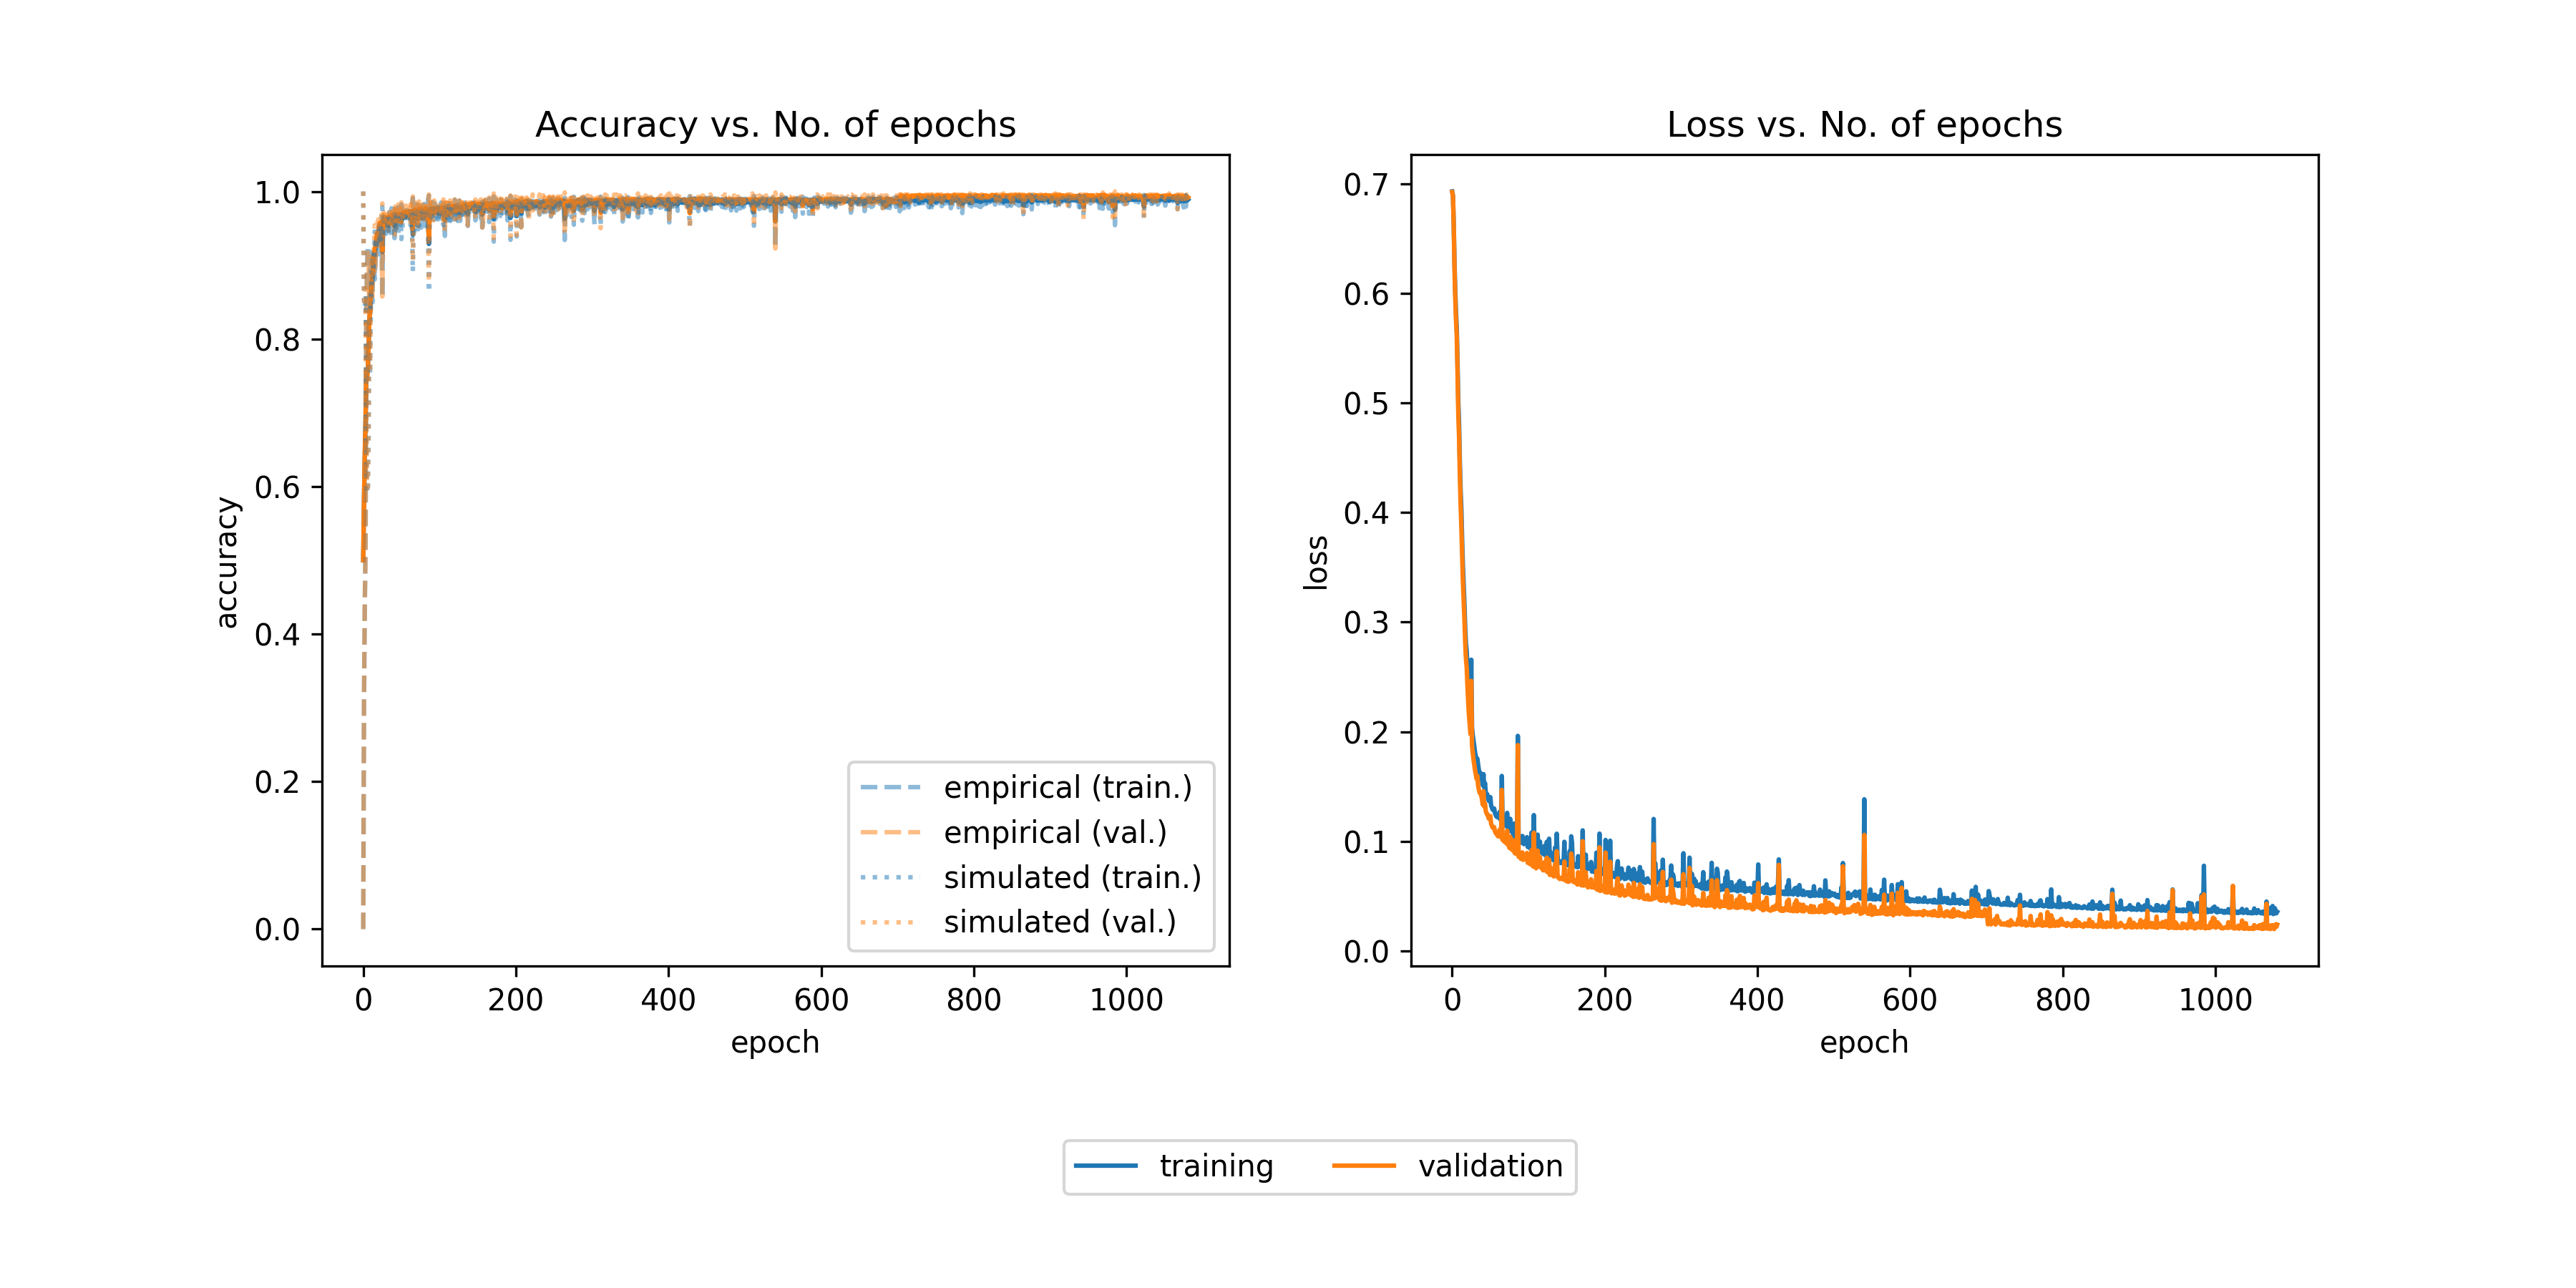 Accuracy vs. No. of epochs
1.0
0.8
0.6
0.4
0.2
0.0
accuracy
0 200 400 600 800 1000
epoch
empirical (train.)
empirical (val.)
simulated (train.)
simulated (val.)
Loss vs. No. of epochs
0.7
0.6
0.5
0.4
0.3
0.2
0.1
0.0
loss
0 200 400 600 800 1000
epoch
training validation